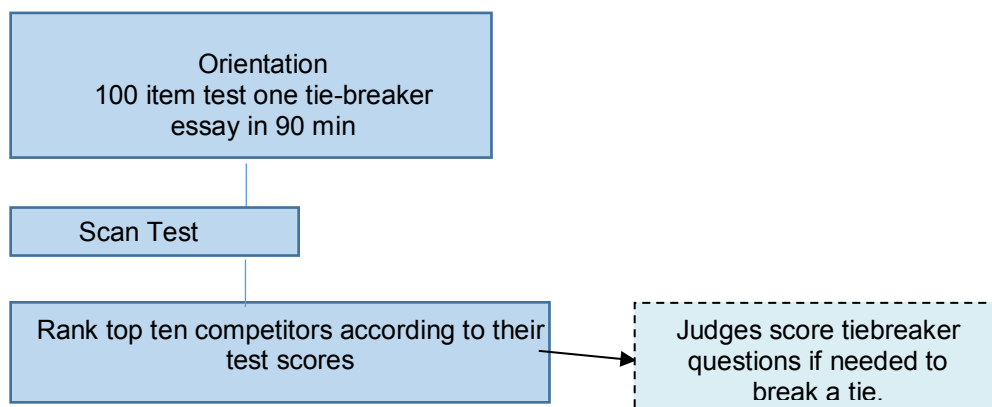 Orientation
100 item test one tie-breaker
essay in 90 min
Scan Test
Rank top ten competitors according to their
test scores
Judges score tiebreaker
questions if needed to
break a tie.